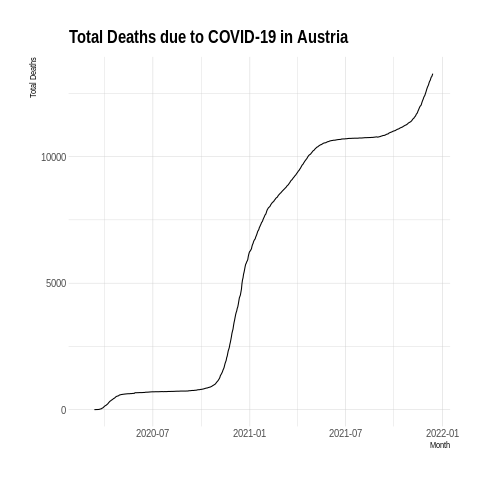 Total Deaths due to COVID-19 in Austria
Total Deaths
10000
5000
0
2020-07
2021-01
2021-07
2022-01
Month